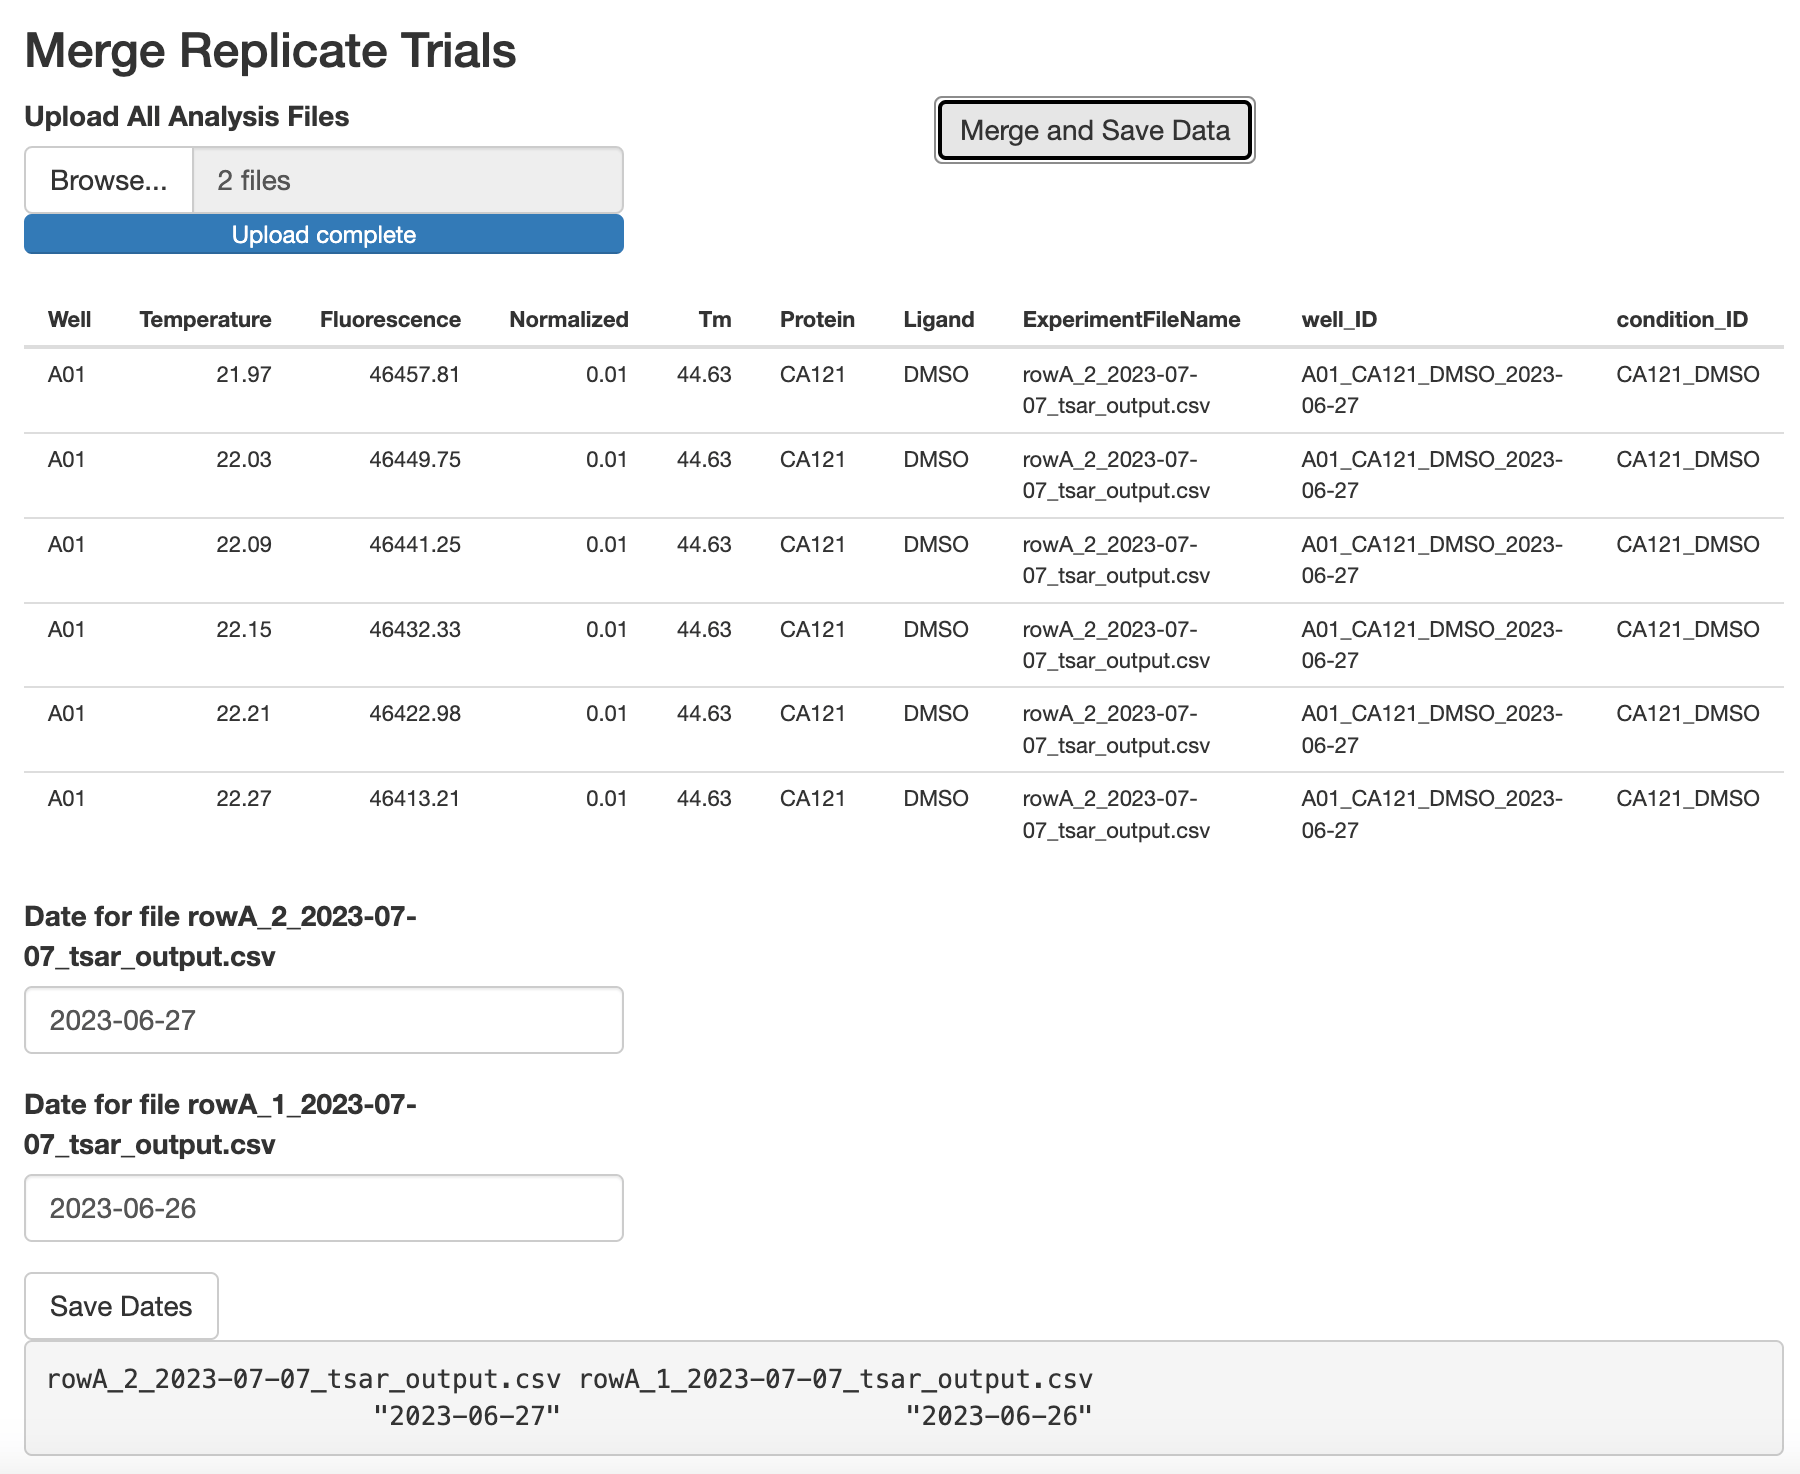 Merge Replicate Trials
Upload All Analysis Files
Merge and Save Data
Browse... 2 files
Upload complete
Well Temperature Fluorescence Normalized Tm Protein Ligand ExperimentFileName well_ID condition_ID
A01 21.97 46457.81 0.01 44.63 CA121 DMSO rowA_2_2023-07- A01_CA121_DMSO_2023- CA121_DMSO
07_tsar_output.csv 06-27
A01 22.03 46449.75 0.01 44.63 CA121 DMSO rowA_2_2023-07- A01_CA121_DMSO_2023- CA121_DMSO
07_tsar_output.csv 06-27
A01 22.09 46441.25 0.01 44.63 CA121 DMSO rowA_2_2023-07- A01_CA121_DMSO_2023- CA121_DMSO
07_tsar_output.csv 06-27
A01 22.15 46432.33 0.01 44.63 CA121 DMSO rowA_2_2023-07- A01_CA121_DMSO_2023- CA121_DMSO
07_tsar_output.csv 06-27
A01 22.21 46422.98 0.01 44.63 CA121 DMSO rowA_2_2023-07- A01_CA121_DMSO_2023- CA121_DMSO
07_tsar_output.csv 06-27
A01 22.27 46413.21 0.01 44.63 CA121 DMSO rowA_2_2023-07- A01_CA121_DMSO_2023- CA121_DMSO
07_tsar_output.csv 06-27
Date for file rowA_2_2023-07-
07_tsar_output.csv
2023-06-27
Date for file rowA_1_2023-07-
07_tsar_output.csv
2023-06-26
Save Dates
rowA_2_2023-07-07_tsar_output.csv rowA_1_2023-07-07_tsar_output.csv
"2023-06-27" "2023-06-26"